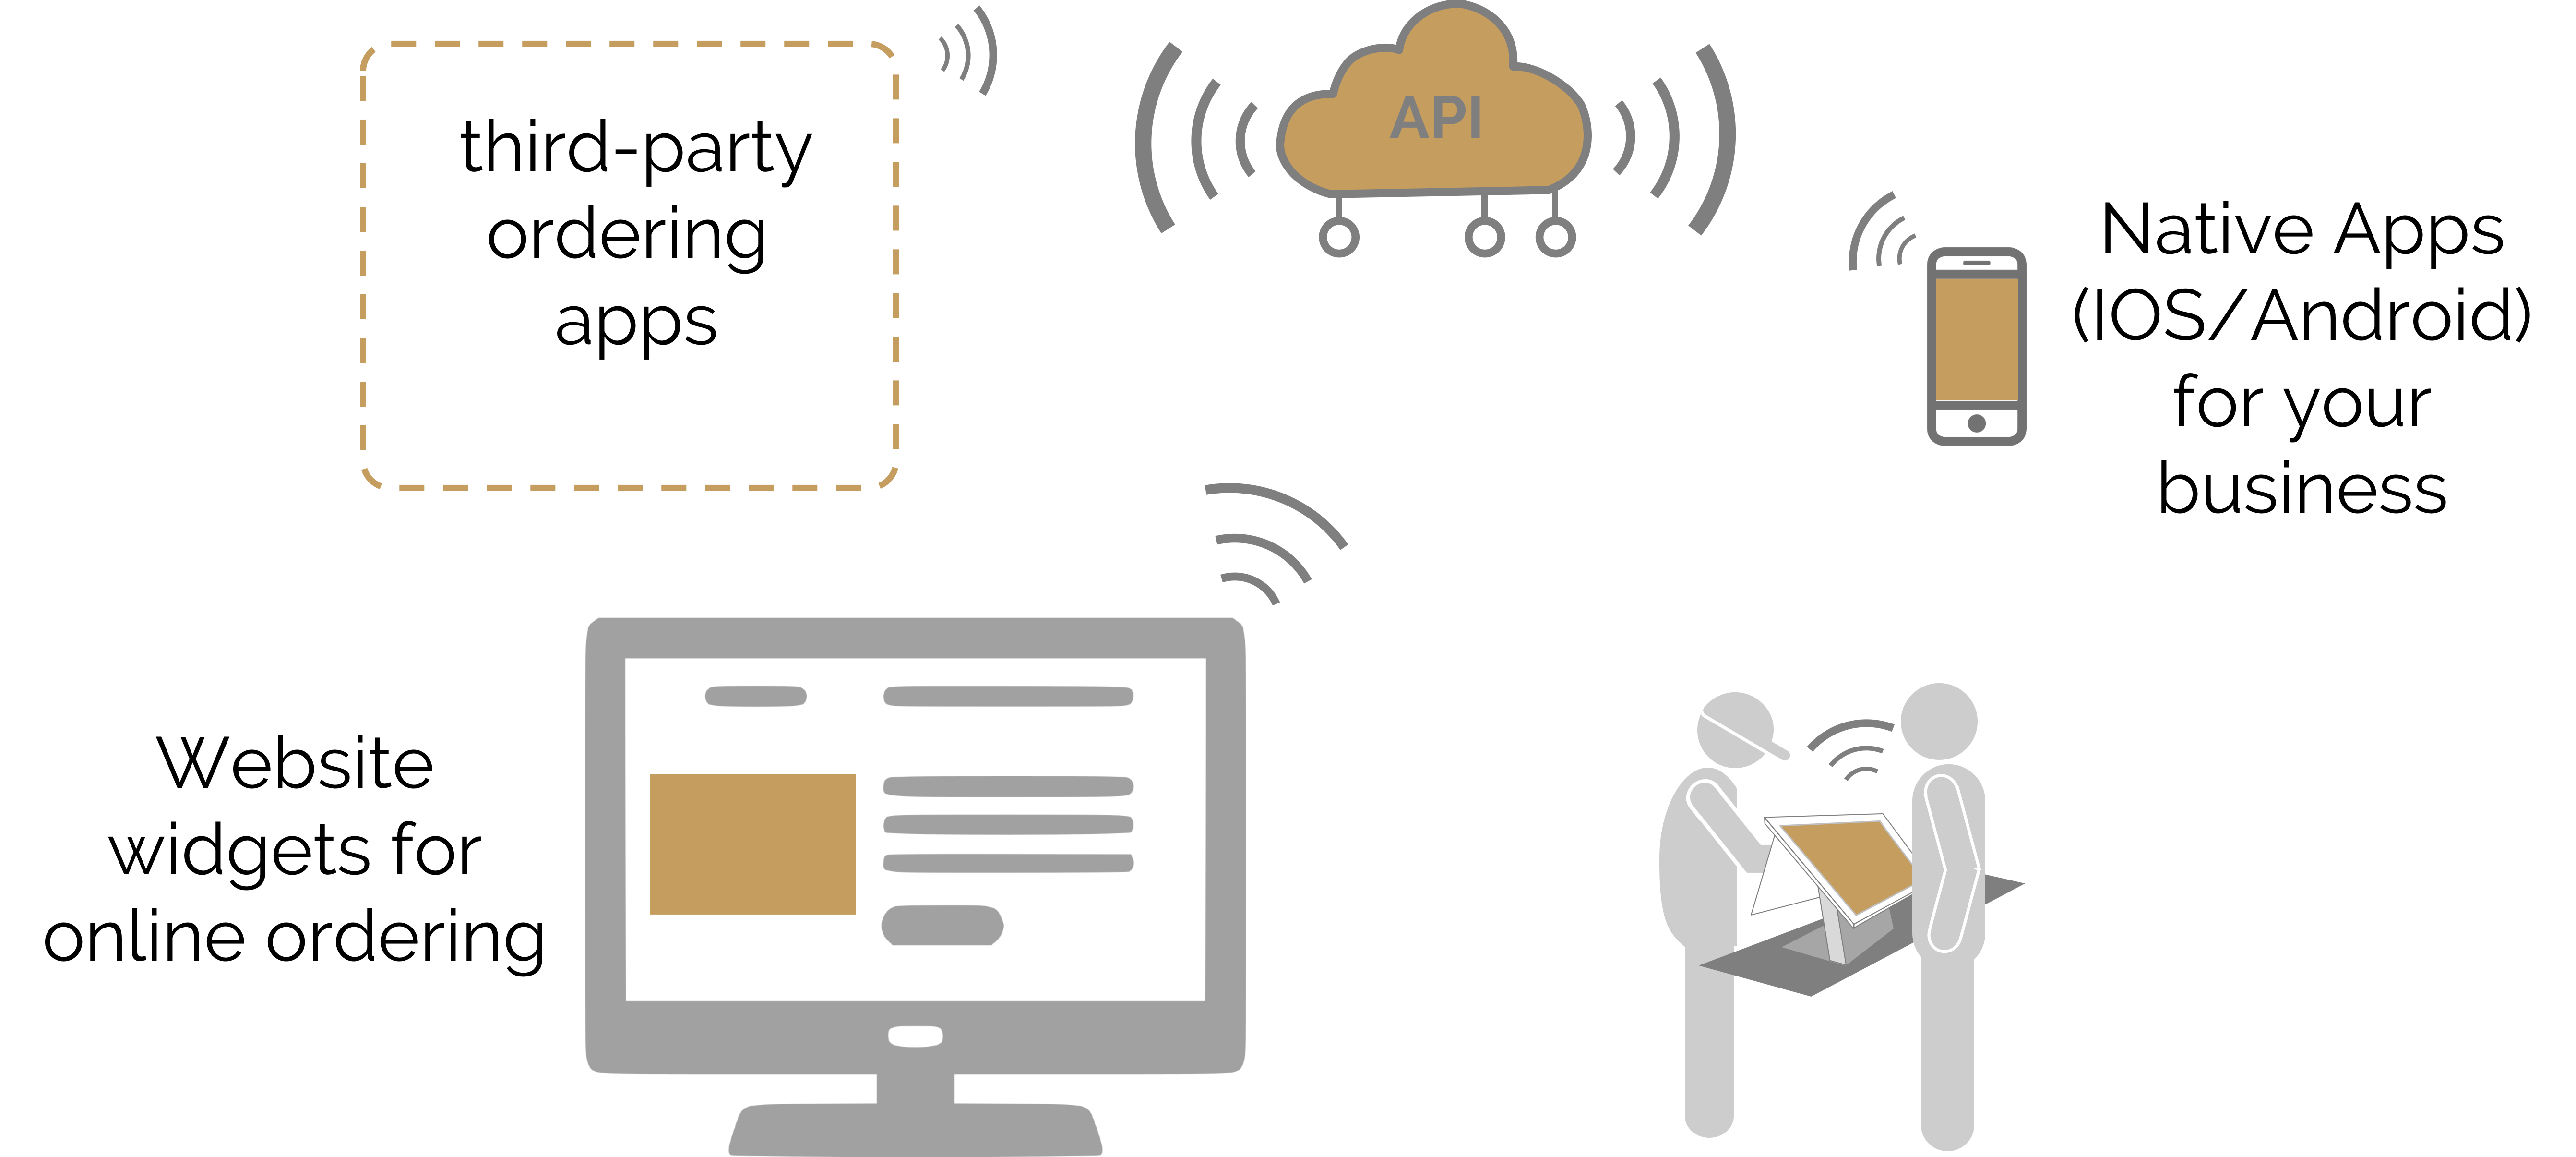 third-party
ordering
apps
API
Native Apps
(IOS/Android)
for your
business
Website
widgets for
online ordering